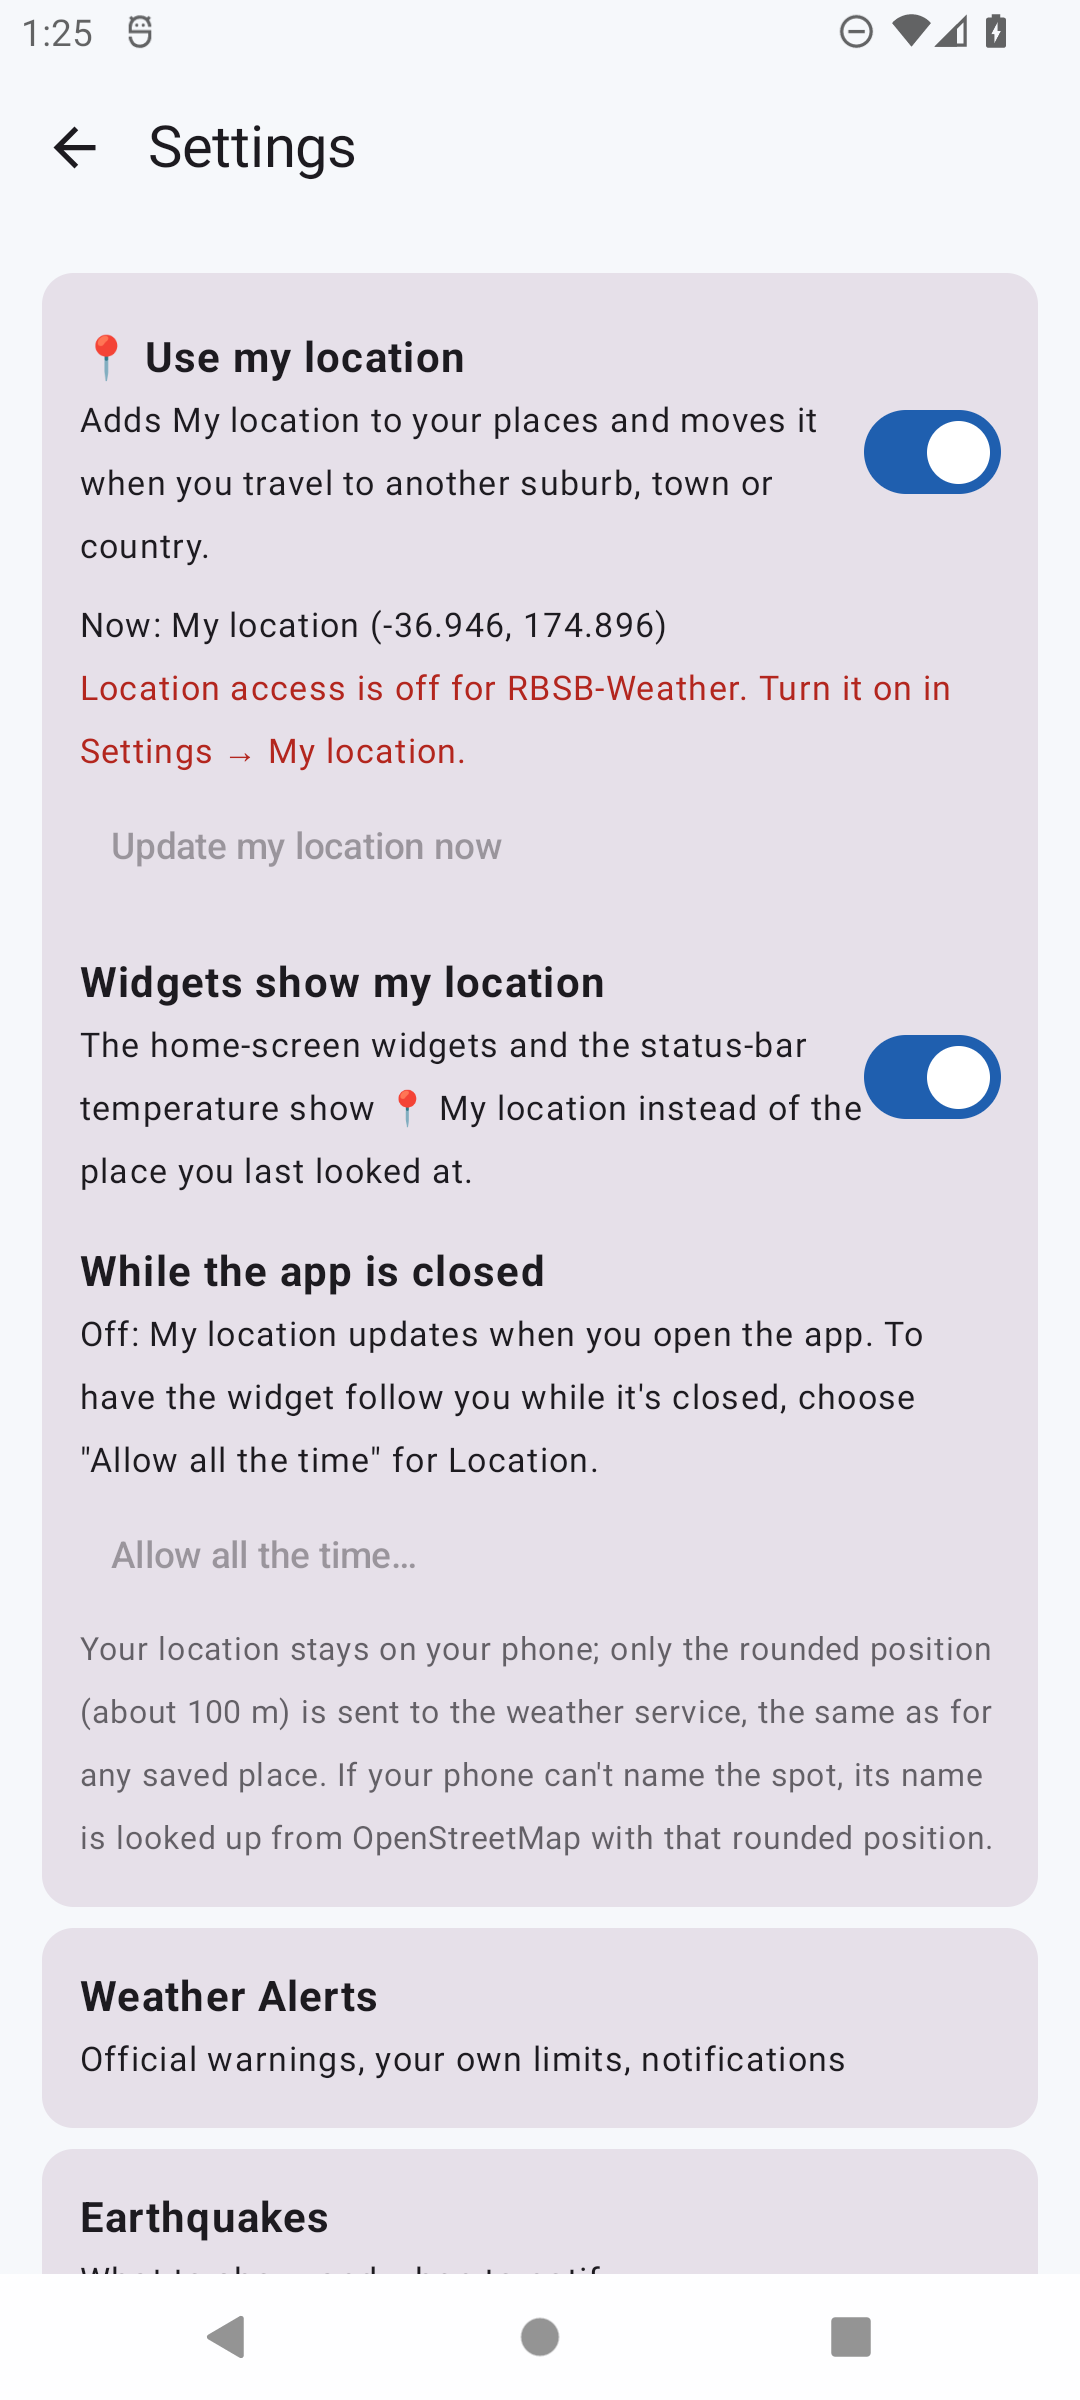 1:25
Settings
📍 Use my location
Adds My location to your places and moves it
when you travel to another suburb, town or
country.
Now: My location (-36.946, 174.896)
Location access is off for RBSB-Weather. Turn it on in
Settings → My location.
Update my location now
Widgets show my location
The home-screen widgets and the status-bar
temperature show 📍 My location instead of the
place you last looked at.
While the app is closed
Off: My location updates when you open the app. To
have the widget follow you while it's closed, choose
"Allow all the time" for Location.
Allow all the time…
Your location stays on your phone; only the rounded position
(about 100 m) is sent to the weather service, the same as for
any saved place. If your phone can't name the spot, its name
is looked up from OpenStreetMap with that rounded position.
Weather Alerts
Official warnings, your own limits, notifications
Earthquakes